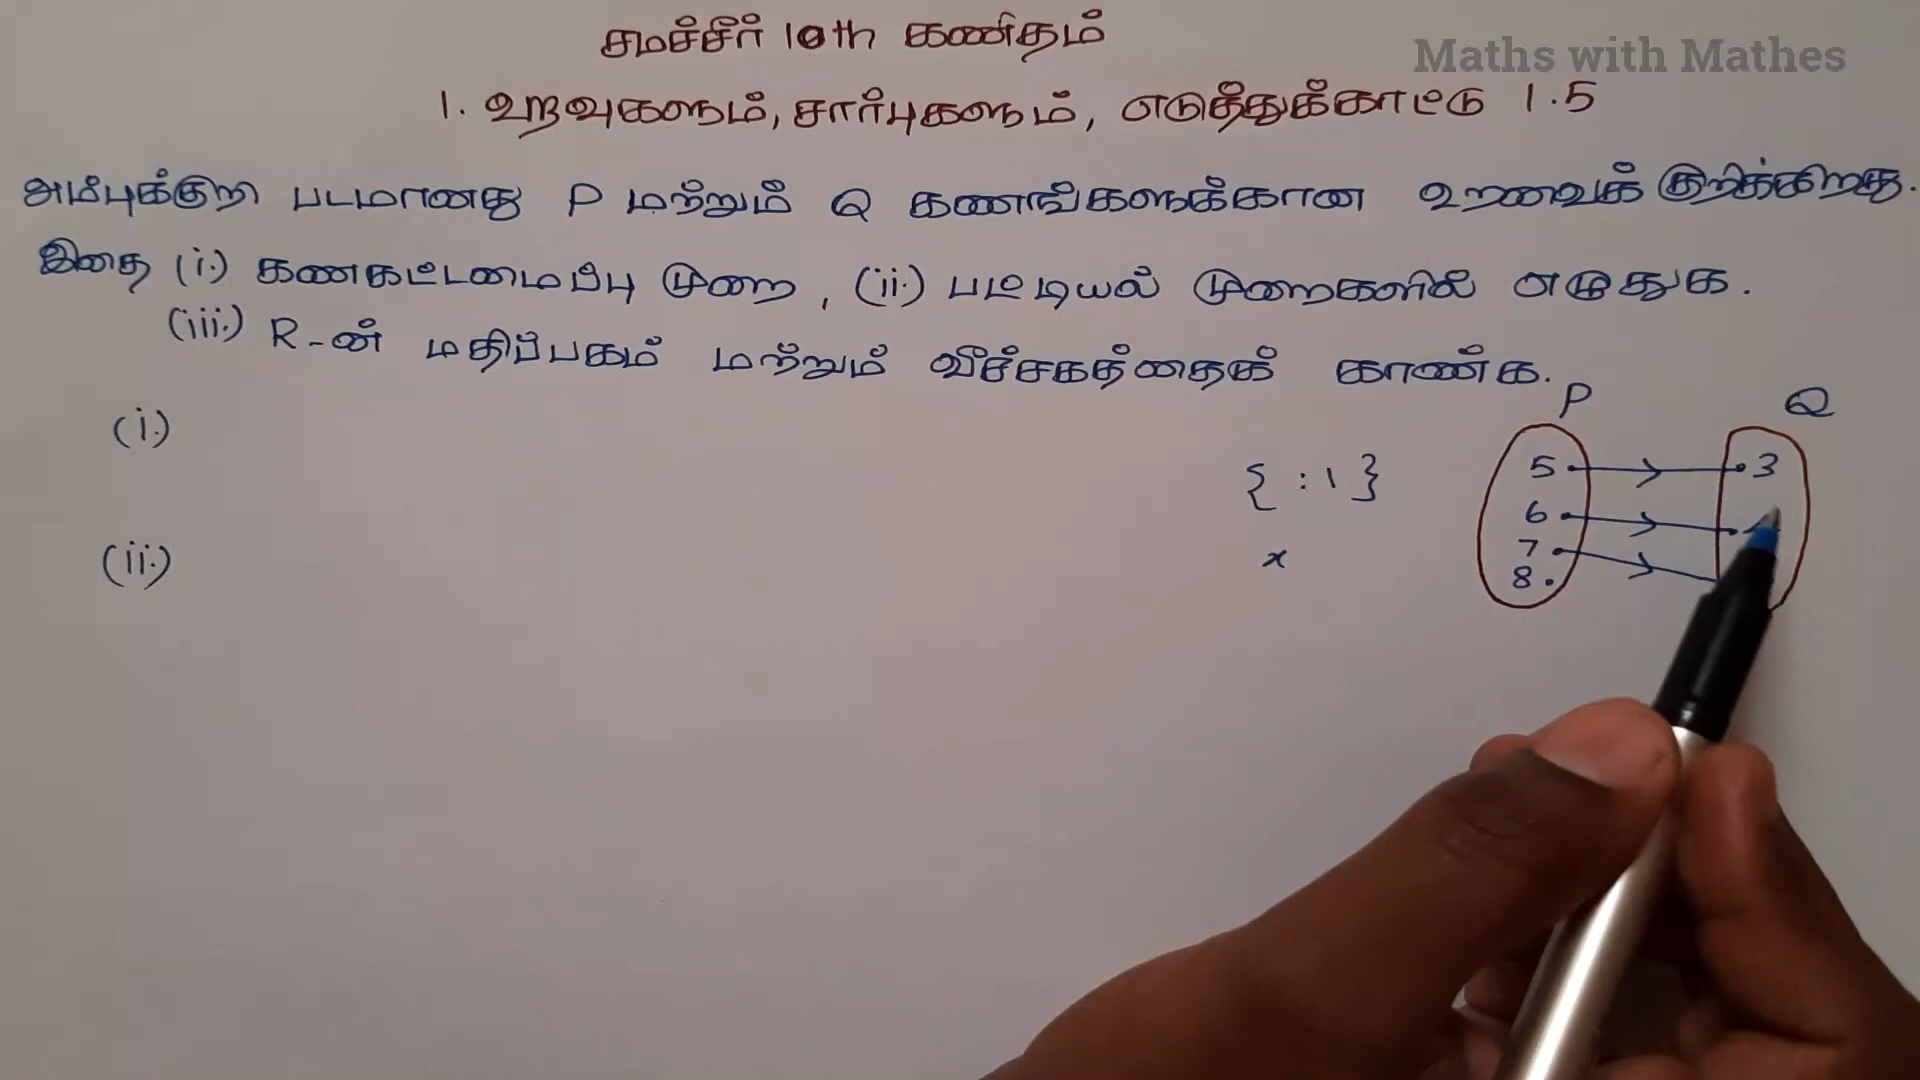 சமச்சீர் 10th கணிதம்
Maths with Mathes
1. உறவுகளும், சார்புகளும், எடுத்துக்காட்டு 1.5
அம்புக்குறி படமானது P மற்றும் Q கணங்களுக்கான உறவைக் குறிக்கிறது.
இதை (i.) கணகட்டமைப்பு முறை, (ii.) பட்டியல் முறைகளில் எழுதுக.
(iii.) R-ன் மதிப்பகம் மற்றும் வீச்சகத்தைக் காண்க.
P Q
(i.)
{ : 1 }
5 3
6
7
8
x
(ii.)